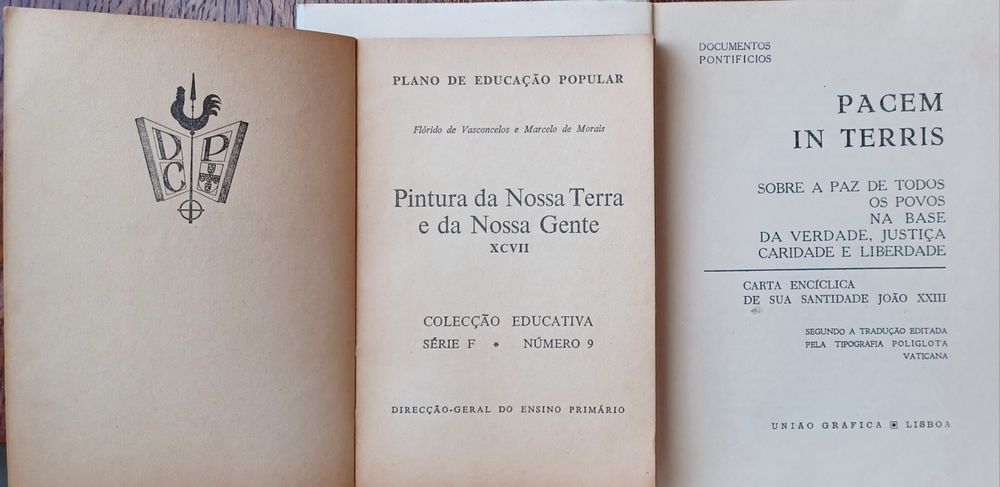 D P
C
PLANO DE EDUCAÇÃO POPULAR
Flórido de Vasconcelos e Marcelo de Morais
Pintura da Nossa Terra
e da Nossa Gente
XCVII
COLECÇÃO EDUCATIVA
SÉRIE F * NÚMERO 9
DIRECÇÃO-GERAL DO ENSINO PRIMÁRIO
DOCUMENTOS
PONTIFÍCIOS
PACEM
IN TERRIS
SOBRE A PAZ DE TODOS
OS POVOS
NA BASE
DA VERDADE, JUSTIÇA
CARIDADE E LIBERDADE
CARTA ENCÍCLICA
DE SUA SANTIDADE JOÃO XXIII
SEGUNDO A TRADUÇÃO EDITADA
PELA TIPOGRAFIA POLIGLOTA
VATICANA
UNIÃO GRÁFICA LISBOA